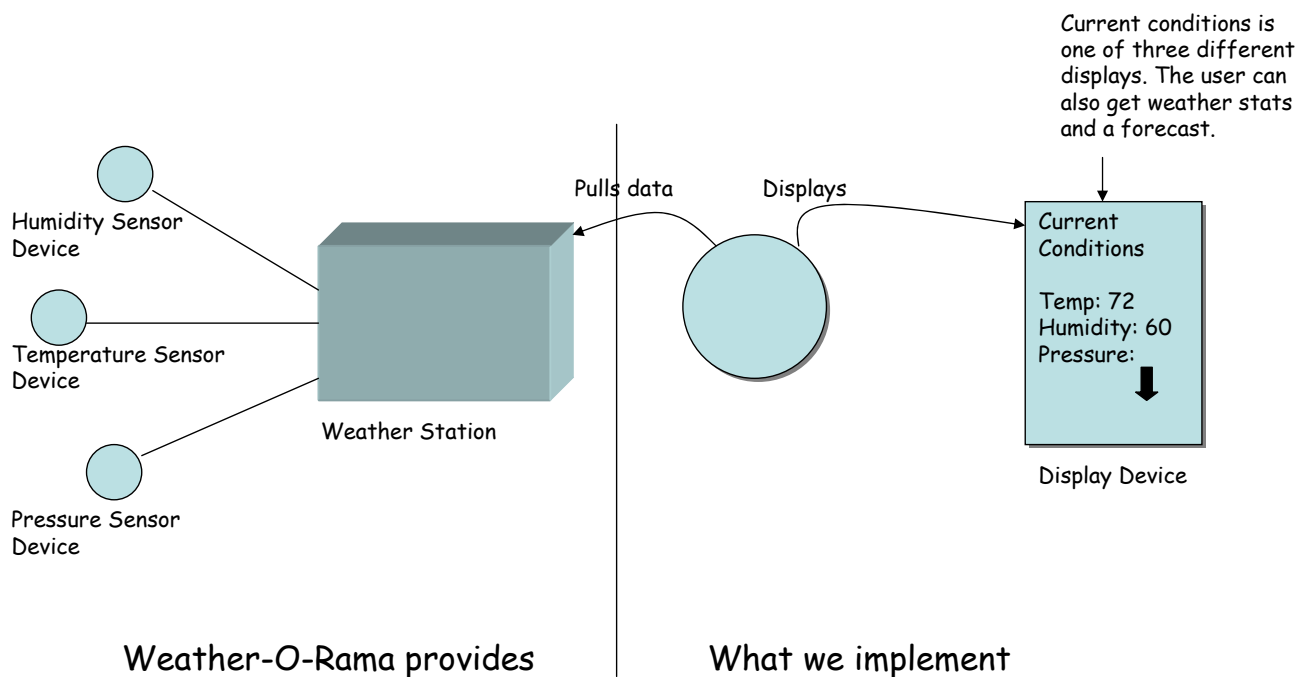 Current conditions is
one of three different
displays. The user can
also get weather stats
and a forecast.
Humidity Sensor
Device
Temperature Sensor
Device
Pressure Sensor
Device
Weather Station
Pulls data
Displays
Current
Conditions
Temp: 72
Humidity: 60
Pressure:
Display Device
Weather-O-Rama provides
What we implement